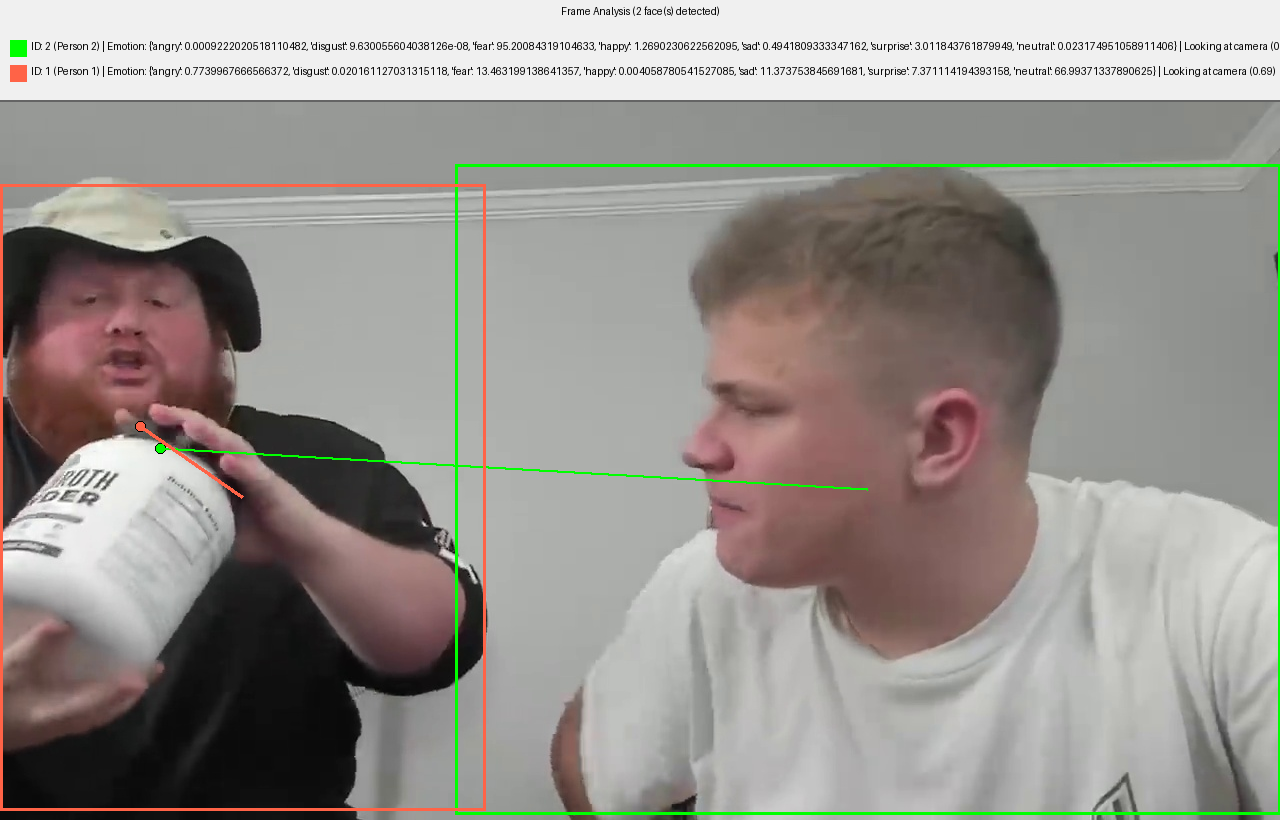 Frame Analysis (2 face(s) detected)
ID: 2 (Person 2) | Emotion: {'angry': 0.0009222020518110482, 'disgust': 9.630055604038126e-08, 'fear': 95.20084319104633, 'happy': 1.2690230622562095, 'sad': 0.4941809333347162, 'surprise': 3.011843761879949, 'neutral': 0.023174951058911406} | Looking at camera (0
ID: 1 (Person 1) | Emotion: {'angry': 0.7739967666566372, 'disgust': 0.020161127031315118, 'fear': 13.463199138641357, 'happy': 0.004058780541527085, 'sad': 11.373753845691681, 'surprise': 7.371114194393158, 'neutral': 66.99371337890625} | Looking at camera (0.69)
ROTH
DER